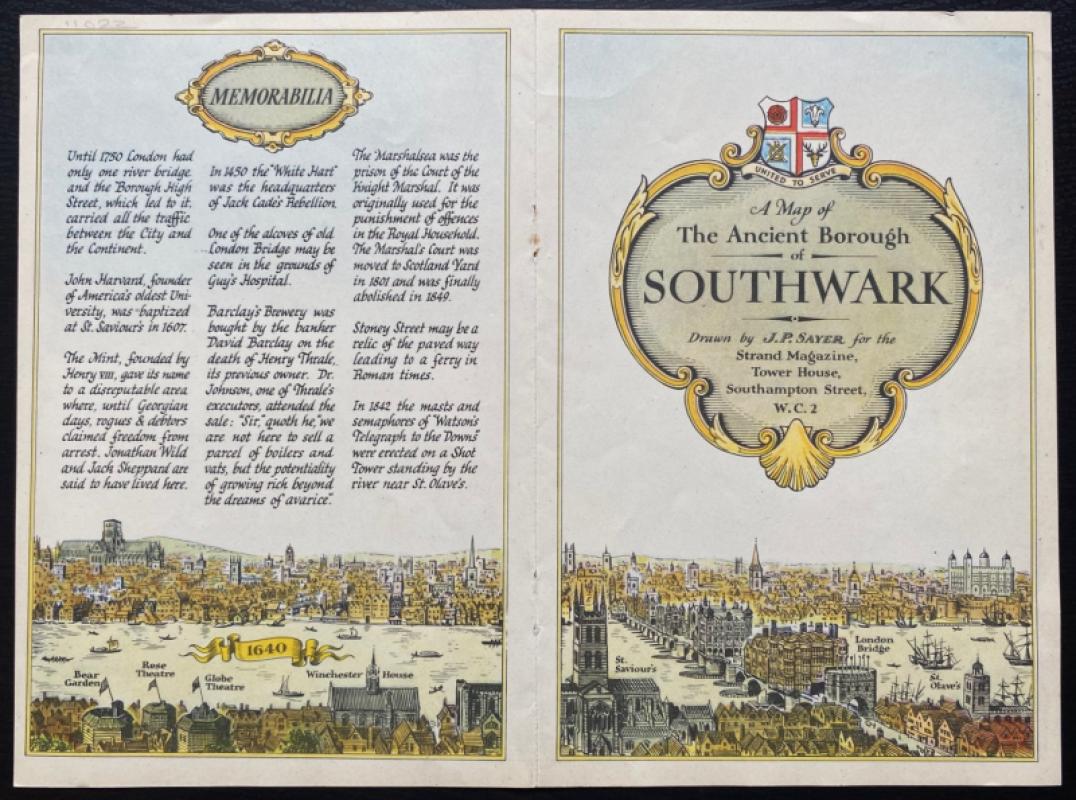 11022
MEMORABILIA
Until 1750 London had
only one river bridge
and the Borough High
Street, which led to it,
carried all the traffic
between the City and
the Continent.
John Harvard, founder
of America's oldest Uni-
versity, was baptized
at St. Saviour's in 1607.
The Mint, founded by
Henry VIII, gave its name
to a disreputable area
where, until Georgian
days, rogues & debtors
claimed freedom from
arrest. Jonathan Wild
and Jack Sheppard are
said to have lived here.
In 1450 the "White Hart"
was the headquarters
of Jack Cade's Rebellion.
One of the alcoves of old
London Bridge may be
seen in the grounds of
Guy's Hospital.
Barclay's Brewery was
bought by the banker
David Barclay on the
death of Henry Thrale,
its previous owner. Dr.
Johnson, one of Thrale's
executors, attended the
sale: "Sir," quoth he, "we
are not here to sell a
parcel of boilers and
vats, but the potentiality
of growing rich beyond
the dreams of avarice".
The Marshalsea was the
prison of the Court of the
Knight Marshal. It was
originally used for the
punishment of offences
in the Royal Household.
The Marshal's Court was
moved to Scotland Yard
in 1801 and was finally
abolished in 1849.
Stoney Street may be a
relic of the paved way
leading to a ferry in
Roman times.
In 1842 the masts and
semaphores of "Watson's
Telegraph to the Downs"
were erected on a Shot
Tower standing by the
river near St. Olave's.
1640
Bear
Garden
Rose
Theatre
Globe
Theatre
Winchester House
UNITED TO SERVE
A Map of
The Ancient Borough
of
SOUTHWARK
Drawn by J.P. SAYER for the
Strand Magazine,
Tower House,
Southampton Street,
W.C.2
St.
Saviour's
London
Bridge
St.
Olave's